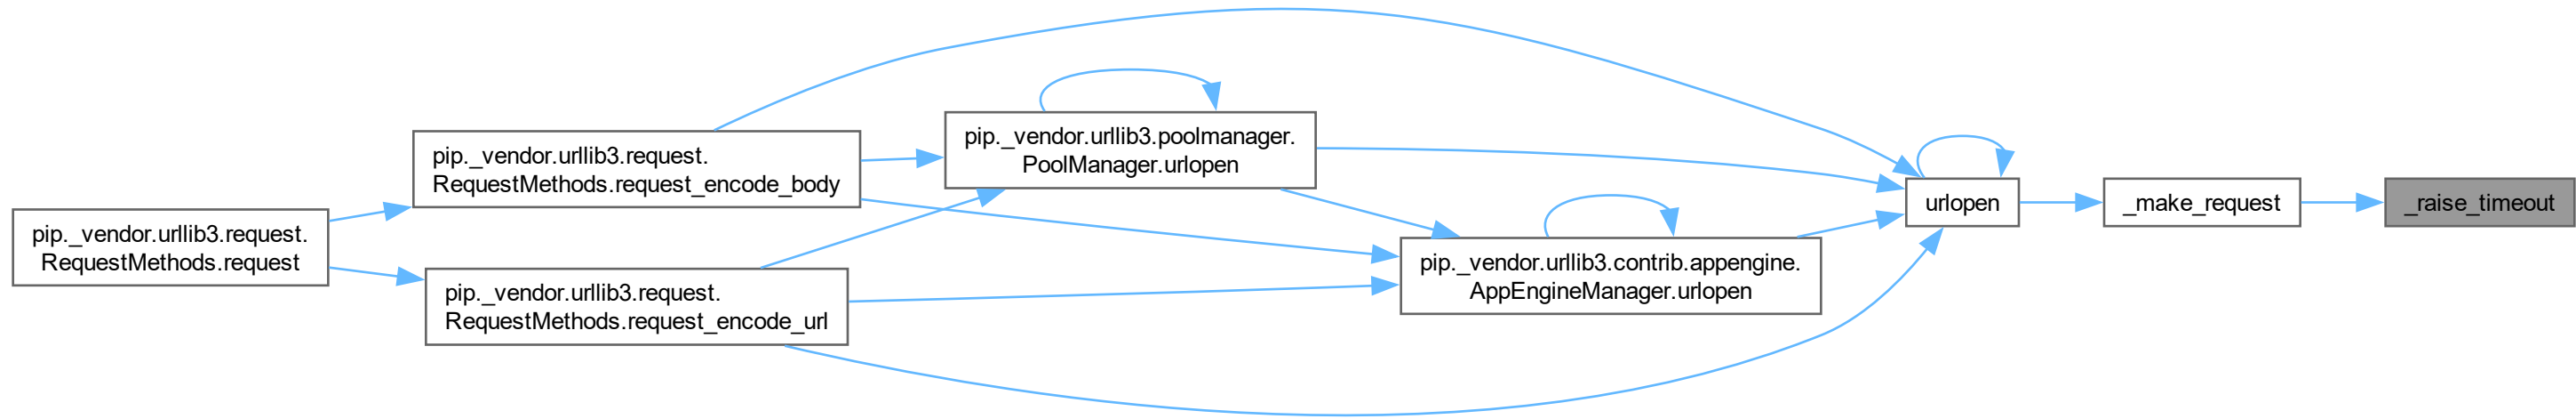 pip._vendor.urllib3.request.
RequestMethods.request
pip._vendor.urllib3.request.
RequestMethods.request_encode_body
pip._vendor.urllib3.request.
RequestMethods.request_encode_url
pip._vendor.urllib3.poolmanager.
PoolManager.urlopen
pip._vendor.urllib3.contrib.appengine.
AppEngineManager.urlopen
urlopen
_make_request
_raise_timeout